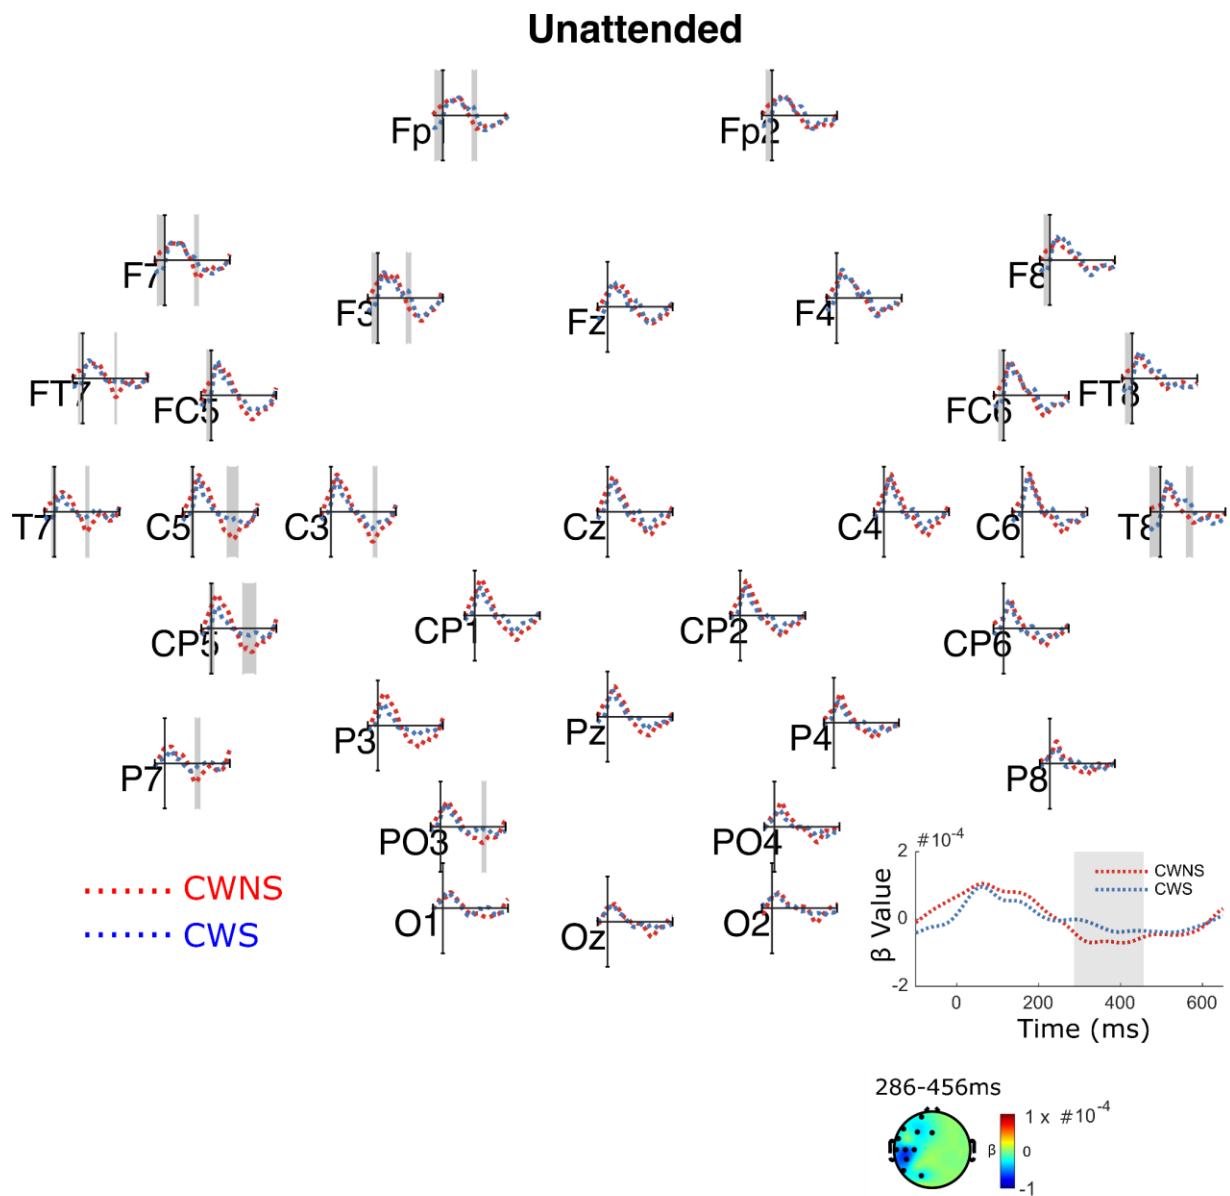 Unattended
Fp
Fp2
F7
F3
Fz
F4
F8
FT7
FC5
FC6
FT8
T7
C5
C3
Cz
C4
C6
T8
CP5
CP1
CP2
CP6
P7
P3
Pz
P4
P8
PO3
PO4
O1
Oz
O2
CWNS
CWS
#10-4
2
0
-2
β Value
CWNS
CWS
0 200 400 600
Time (ms)
286-456ms
1 x #10-4
β 0
-1